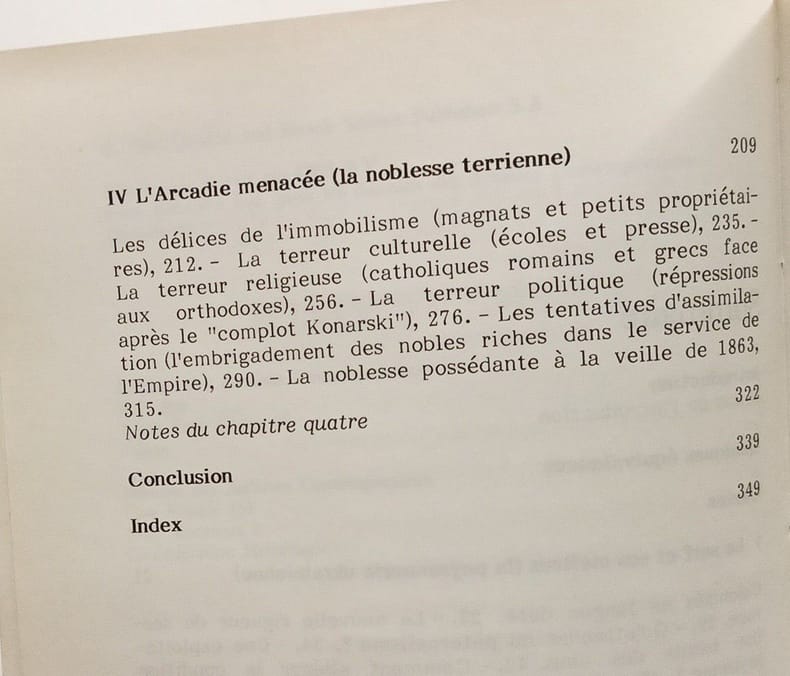 IV L'Arcadie menacée (la noblesse terrienne) 209
Les délices de l'immobilisme (magnats et petits propriétai-
res), 212. – La terreur culturelle (écoles et presse), 235. –
La terreur religieuse (catholiques romains et grecs face
aux orthodoxes), 256. – La terreur politique (répressions
après le "complot Konarski"), 276. – Les tentatives d'assimila-
tion (l'embrigadement des nobles riches dans le service de
l'Empire), 290. – La noblesse possédante à la veille de 1863,
315.
Notes du chapitre quatre 322
Conclusion 339
Index 349